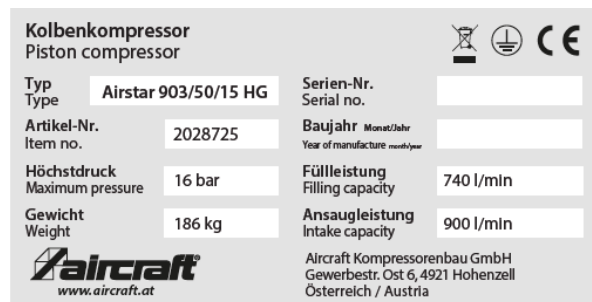 Kolbenkompressor
Piston compressor
CE
Typ
Type
Airstar 903/50/15 HG
Serien-Nr.
Serial no.
Artikel-Nr.
Item no.
2028725
Baujahr Monat/Jahr
Year of manufacture month/year
Höchstdruck
Maximum pressure
16 bar
Füllleistung
Filling capacity
740 l/min
Gewicht
Weight
186 kg
Ansaugleistung
Intake capacity
900 l/min
aircraft
www.aircraft.at
Aircraft Kompressorenbau GmbH
Gewerbestr. Ost 6, 4921 Hohenzell
Österreich / Austria